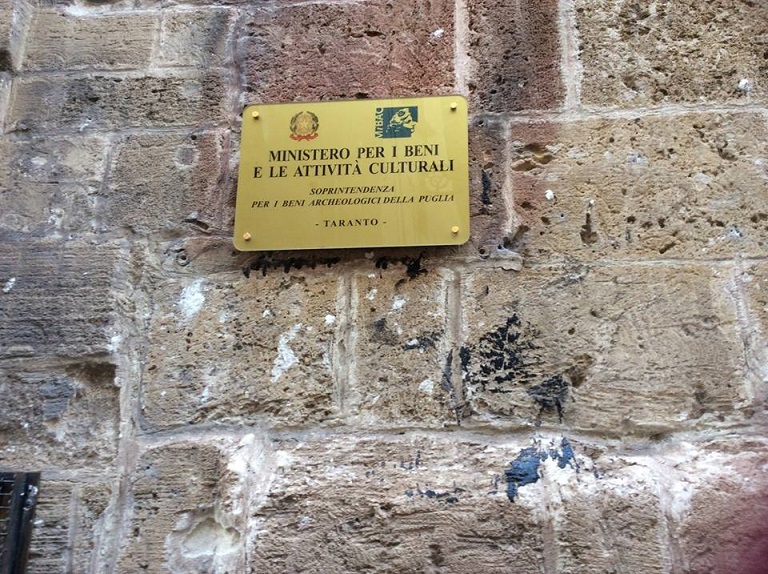 MiBAC
MINISTERO PER I BENI
E LE ATTIVITÀ CULTURALI
SOPRINTENDENZA
PER I BENI ARCHEOLOGICI DELLA PUGLIA
- TARANTO -